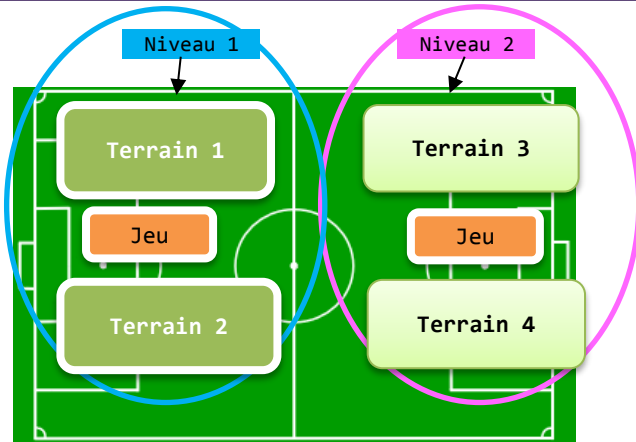 Niveau 1
Niveau 2
Terrain 1
Terrain 3
Jeu
Jeu
Terrain 2
Terrain 4